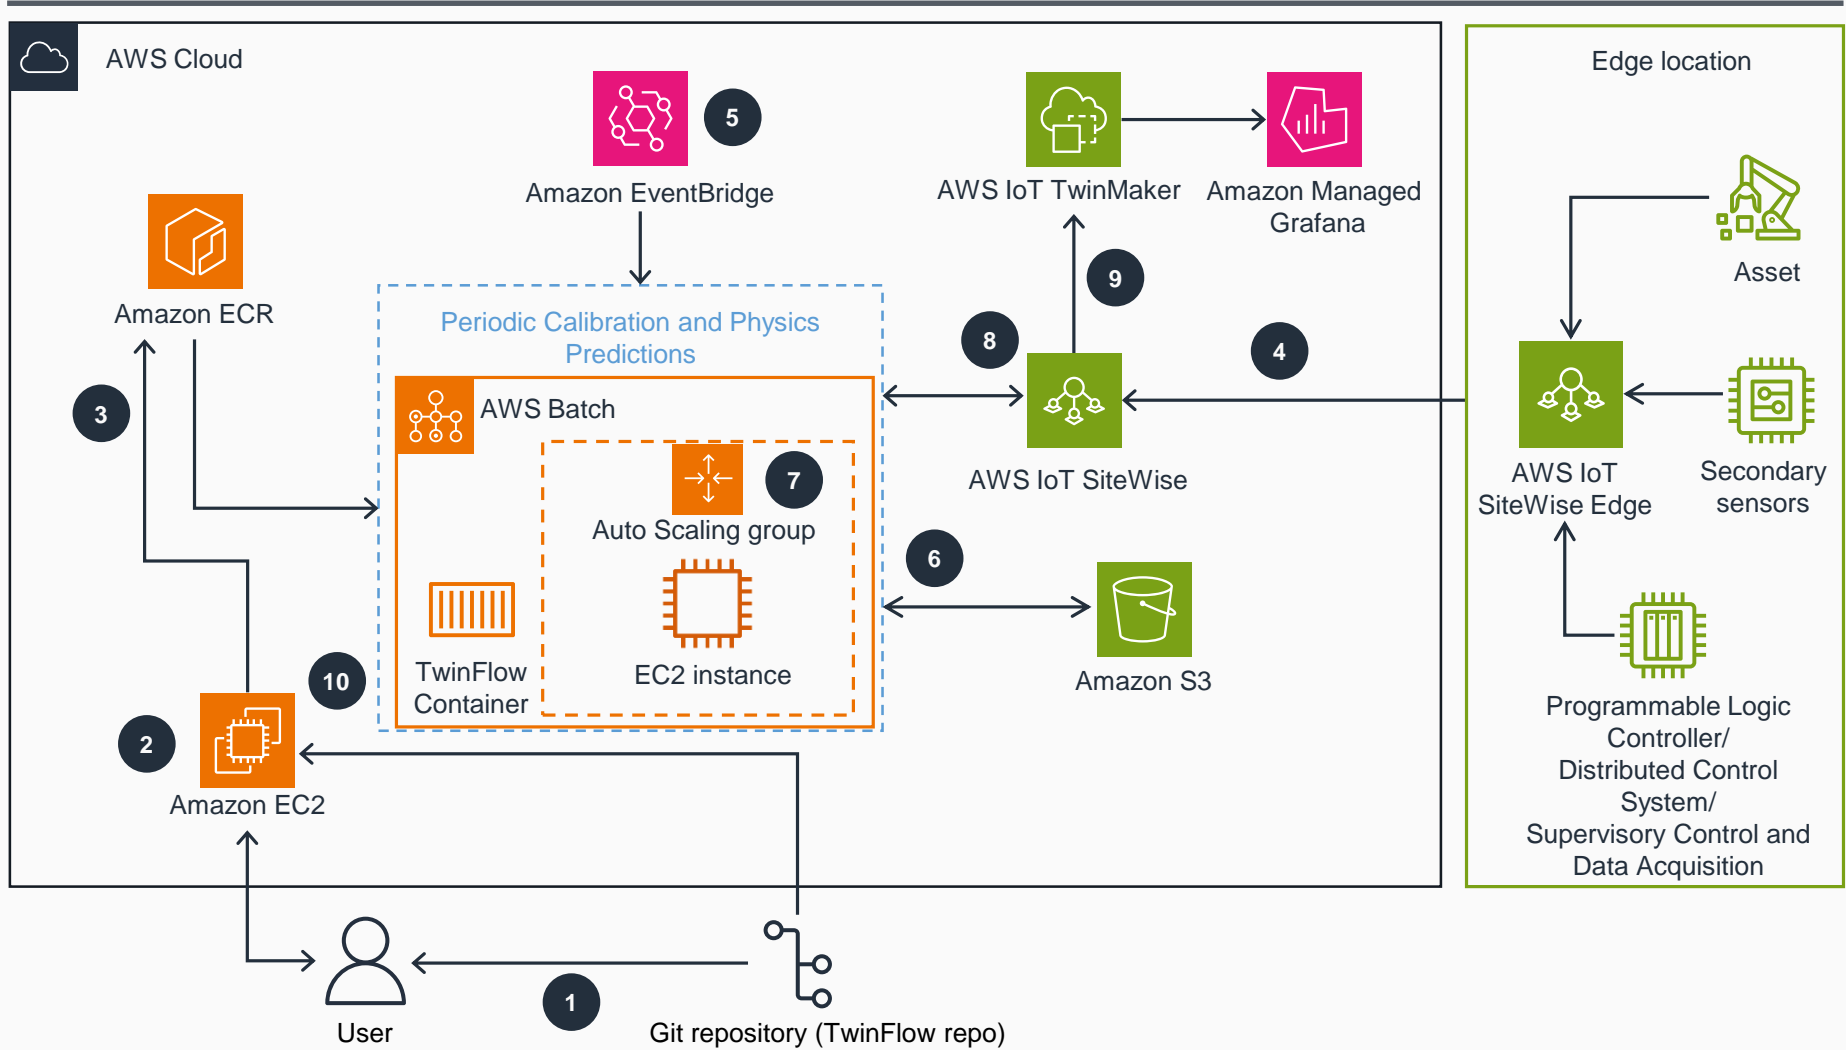 AWS Cloud
Edge location
5
Amazon EventBridge
AWS IoT TwinMaker
Amazon Managed
Grafana
Asset
Amazon ECR
9
Periodic Calibration and Physics
Predictions
8
4
3
AWS Batch
AWS IoT SiteWise
AWS IoT
SiteWise Edge
Secondary
sensors
7
Auto Scaling group
6
TwinFlow
Container
EC2 instance
Amazon S3
10
2
Amazon EC2
Programmable Logic
Controller/
Distributed Control
System/
Supervisory Control and
Data Acquisition
1
User
Git repository (TwinFlow repo)